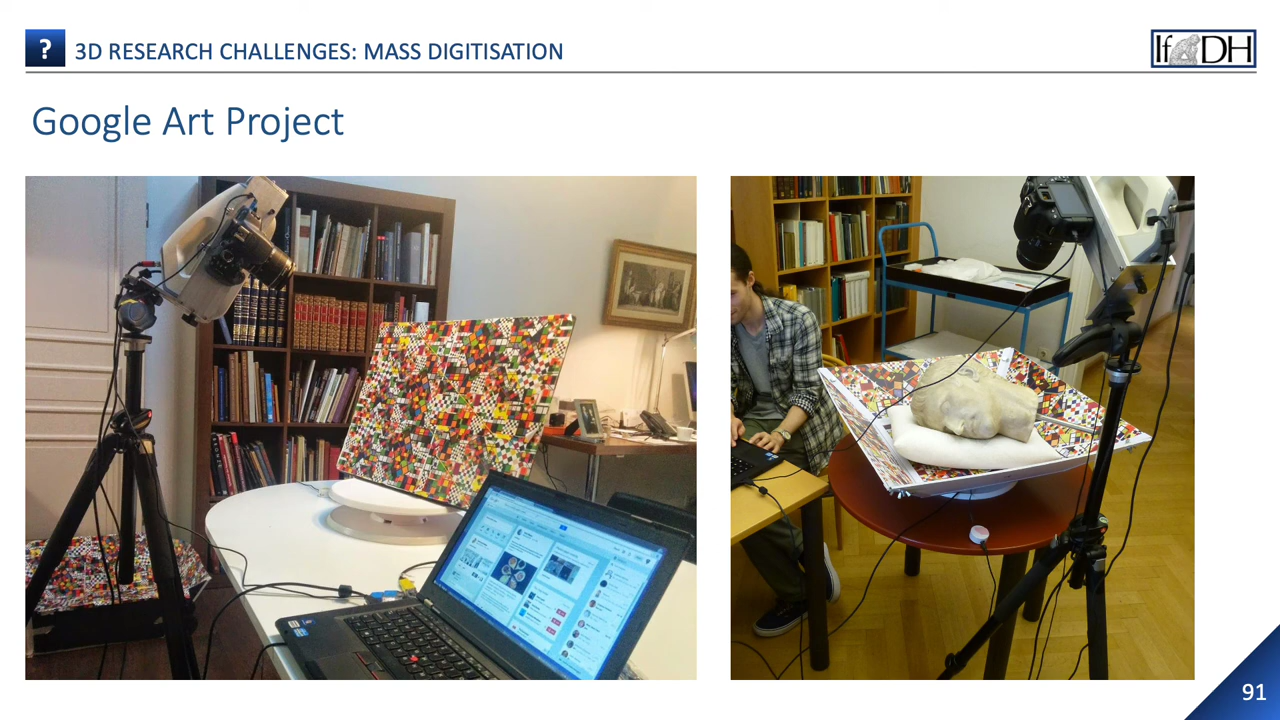 ?
3D RESEARCH CHALLENGES: MASS DIGITISATION
IfDH
Google Art Project
91